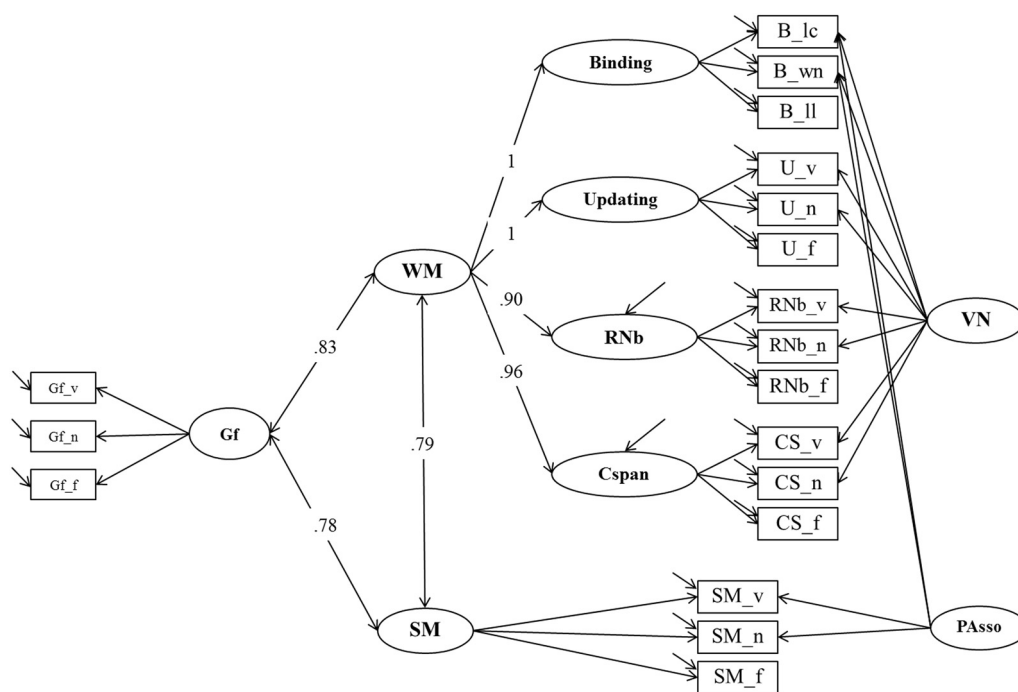 B_lc
Binding
B_wn
B_ll
1
U_v
Updating
U_n
1
U_f
WM
.90
RNb_v
VN
RNb
RNb_n
.83
.96
RNb_f
Gf_v
Gf_n
Gf
.79
CS_v
Cspan
CS_n
Gf_f
.78
CS_f
SM_v
SM
SM_n
PAsso
SM_f